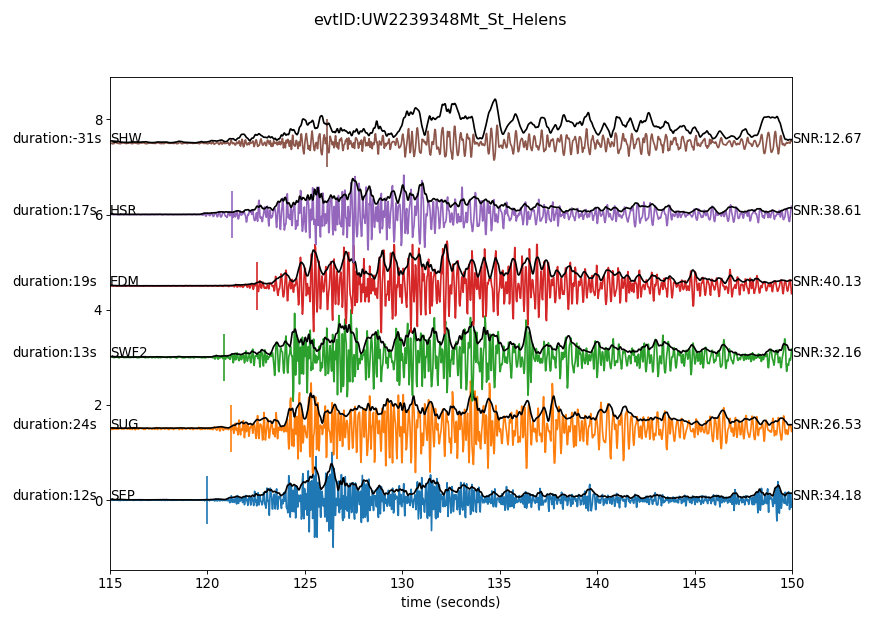 evtID:UW2239348Mt_St_Helens
8
duration:-31s SHW SNR:12.67
duration:17s HSR SNR:38.61
6
duration:19s EDM SNR:40.13
4
duration:13s SWF2 SNR:32.16
2
duration:24s SUG SNR:26.53
duration:12s SEP SNR:34.18
0
115 120 125 130 135 140 145 150
time (seconds)